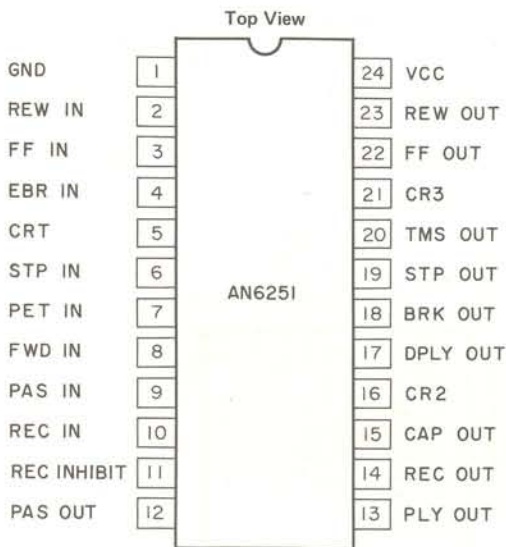 Top View
GND 1 24 VCC
REW IN 2 23 REW OUT
FF IN 3 22 FF OUT
EBR IN 4 21 CR3
CRT 5 20 TMS OUT
STP IN 6 19 STP OUT
AN6251
PET IN 7 18 BRK OUT
FWD IN 8 17 DPLY OUT
PAS IN 9 16 CR2
REC IN 10 15 CAP OUT
REC INHIBIT 11 14 REC OUT
PAS OUT 12 13 PLY OUT